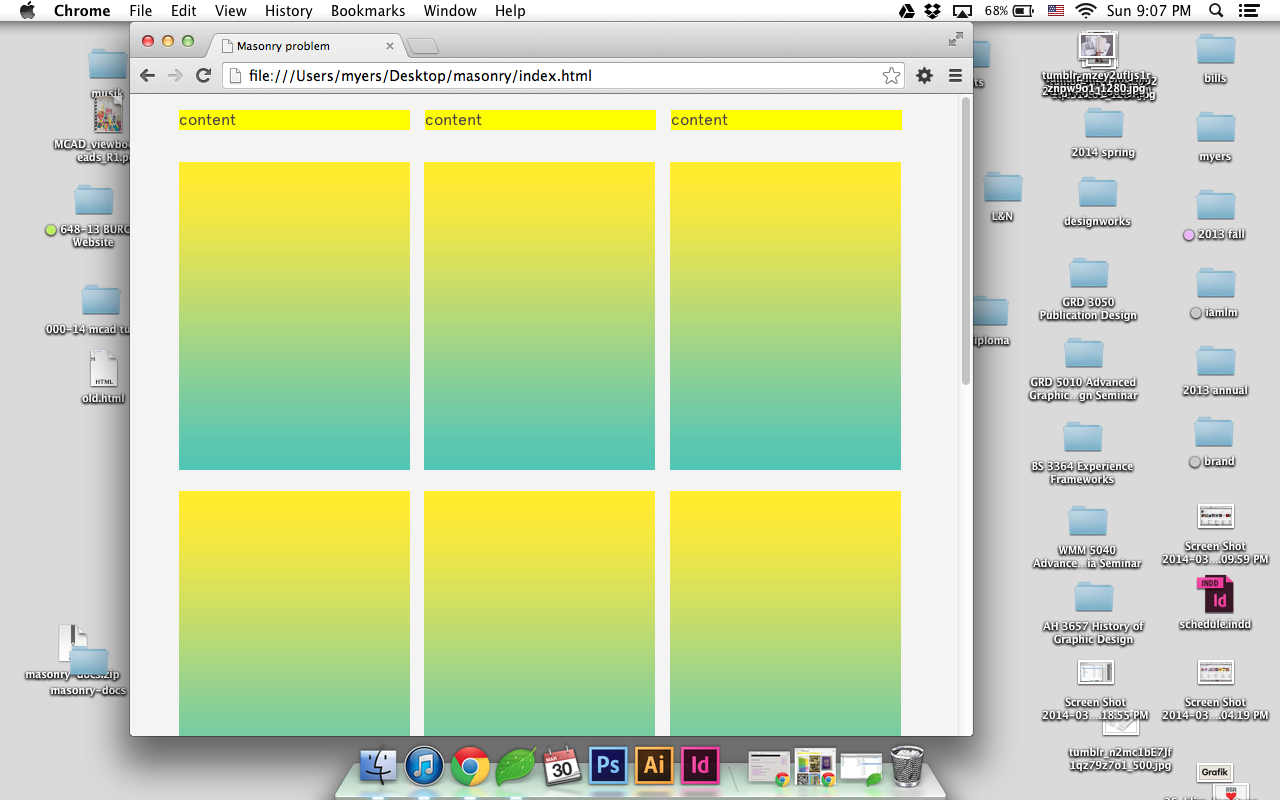 Chrome File Edit View History Bookmarks Window Help 68% Sun 9:07 PM
Masonry problem
file:///Users/myers/Desktop/masonry/index.html
content content content
musik
MCAD_viewbo
eads_R1.p
648-13 BURC
Website
000-14 mcad tu
HTML
old.html
masonry-docs.zip
masonry-docs
ts
L&N
iploma
tumblr_mzey2ufljs1r
znpw9o1_1280.jpg
2014 spring
designworks
GRD 3050
Publication Design
GRD 5010 Advanced
Graphic...gn Seminar
BS 3364 Experience
Frameworks
WMM 5040
Advance...ia Seminar
AH 3657 History of
Graphic Design
Screen Shot
2014-03....18.55 PM
tumblr_n2mc1bE7Jf
1qz79z7o1_500.jpg
bills
myers
2013 fall
iamlm
2013 annual
brand
Screen Shot
2014-03....09.59 PM
INDD
Id
schedule.indd
Screen Shot
2014-03....04.19 PM
Grafik
MAR
30
Ps
Ai
Id